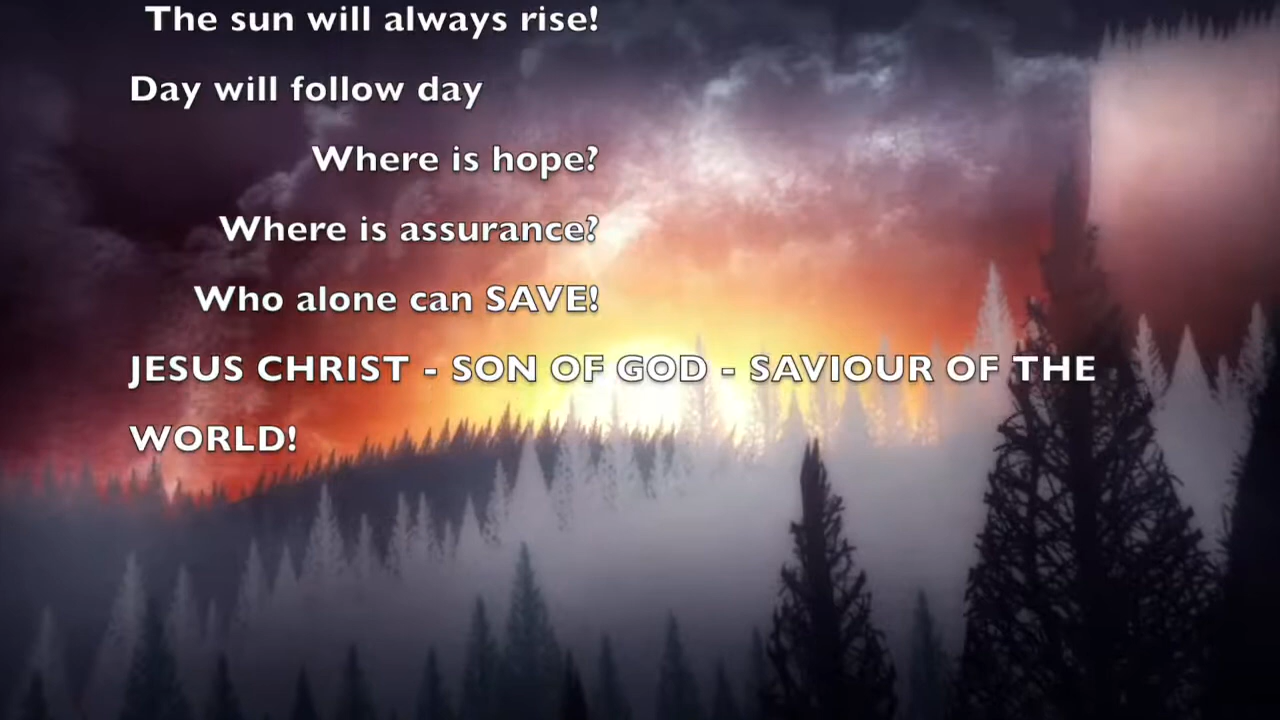 The sun will always rise!
Day will follow day
Where is hope?
Where is assurance?
Who alone can SAVE!
JESUS CHRIST - SON OF GOD - SAVIOUR OF THE
WORLD!